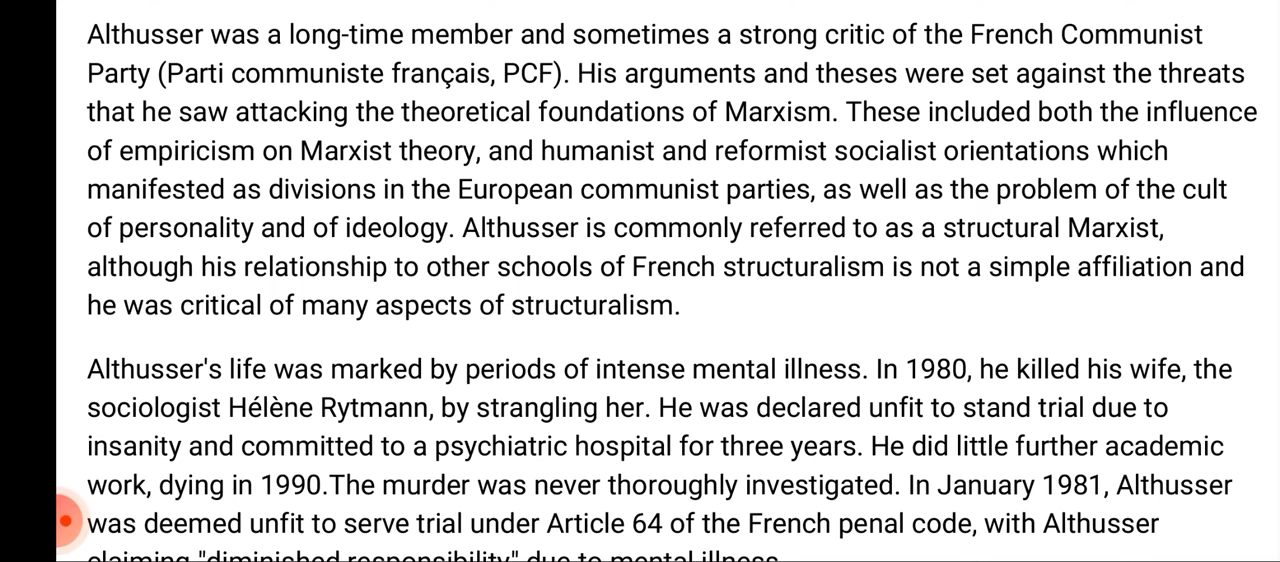 Althusser was a long-time member and sometimes a strong critic of the French Communist
Party (Parti communiste français, PCF). His arguments and theses were set against the threats
that he saw attacking the theoretical foundations of Marxism. These included both the influence
of empiricism on Marxist theory, and humanist and reformist socialist orientations which
manifested as divisions in the European communist parties, as well as the problem of the cult
of personality and of ideology. Althusser is commonly referred to as a structural Marxist,
although his relationship to other schools of French structuralism is not a simple affiliation and
he was critical of many aspects of structuralism.
Althusser's life was marked by periods of intense mental illness. In 1980, he killed his wife, the
sociologist Hélène Rytmann, by strangling her. He was declared unfit to stand trial due to
insanity and committed to a psychiatric hospital for three years. He did little further academic
work, dying in 1990.The murder was never thoroughly investigated. In January 1981, Althusser
was deemed unfit to serve trial under Article 64 of the French penal code, with Althusser
claiming "diminished responsibility" due to mental illness.